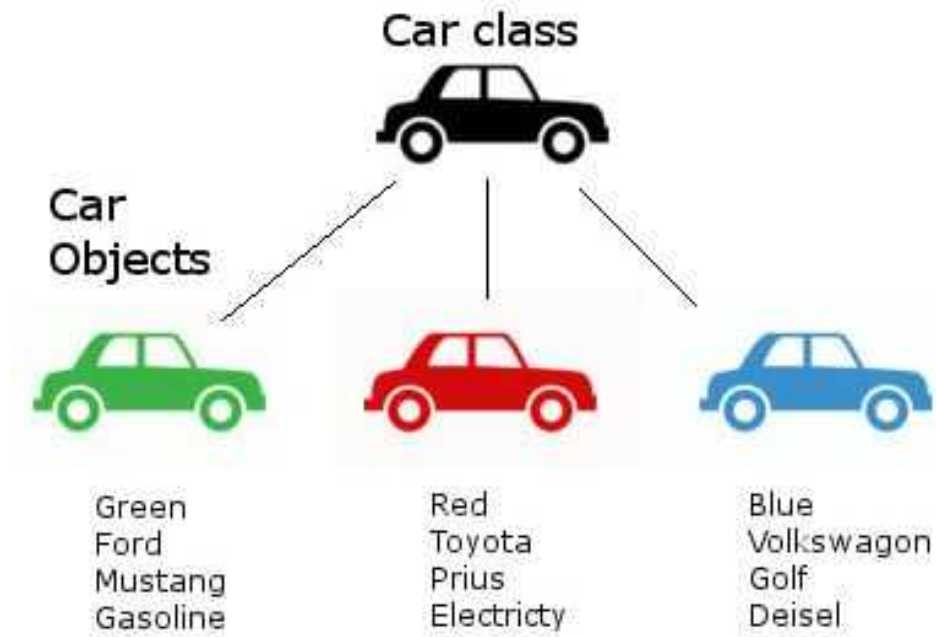 Car class
Car
Objects
Green
Ford
Mustang
Gasoline
Red
Toyota
Prius
Electricty
Blue
Volkswagon
Golf
Deisel